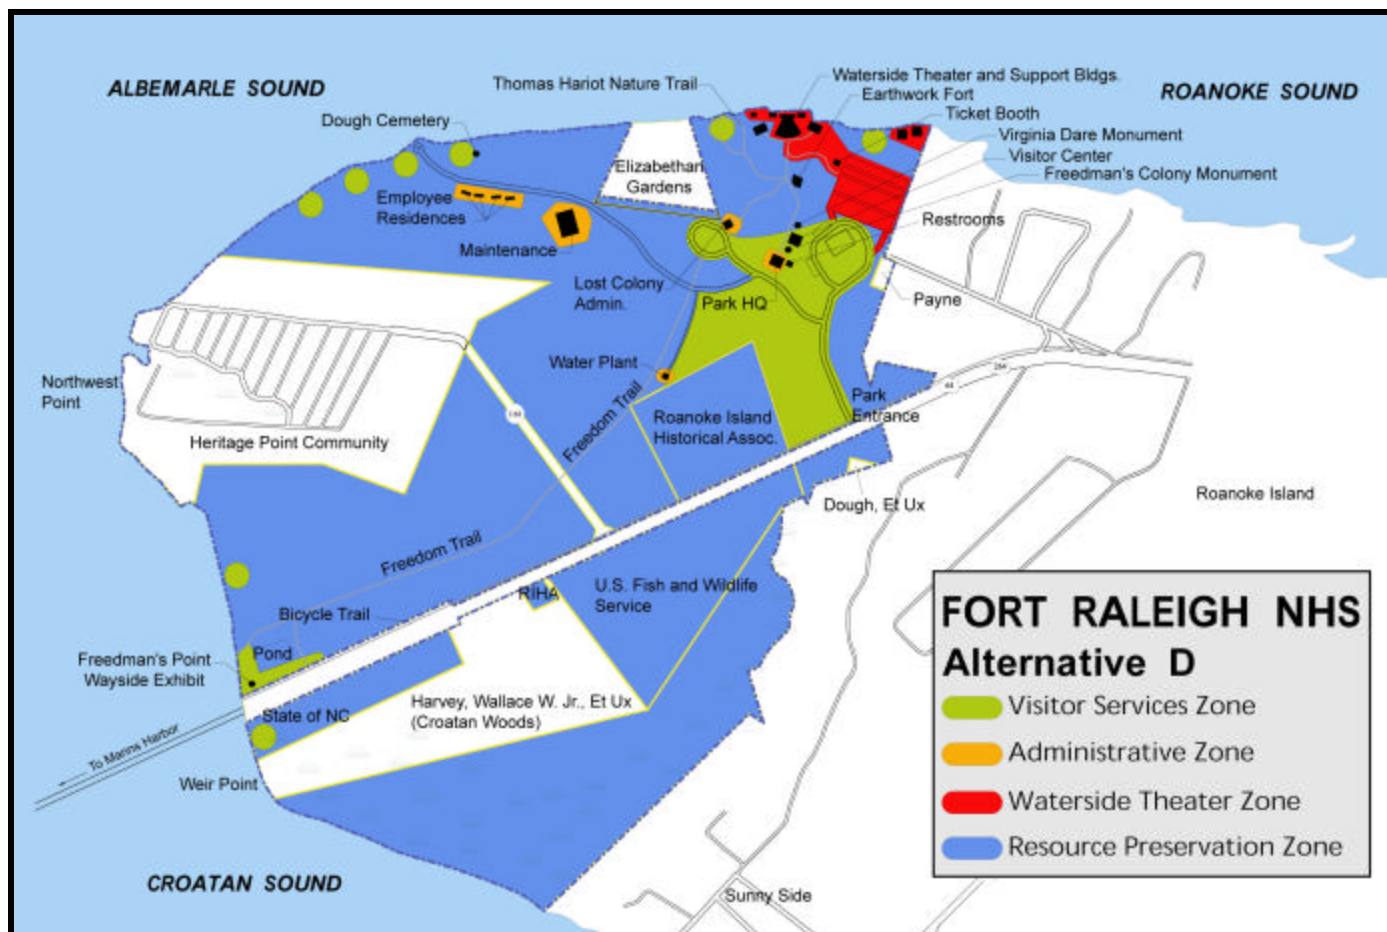 ALBEMARLE SOUND
ROANOKE SOUND
Thomas Hariot Nature Trail
Waterside Theater and Support Bldgs.
Earthwork Fort
Ticket Booth
Virginia Dare Monument
Visitor Center
Freedman's Colony Monument
Dough Cemetery
Elizabethan
Gardens
Employee
Residences
Maintenance
Restrooms
Lost Colony
Admin.
Park HQ
Payne
Water Plant
Northwest
Point
Park
Entrance
64
264
Roanoke Island
Historical Assoc.
Freedom Trail
Heritage Point Community
Dough, Et Ux
Roanoke Island
Freedom Trail
U.S. Fish and Wildlife
Service
RIHA
Bicycle Trail
Pond
Freedman's Point
Wayside Exhibit
State of NC
Harvey, Wallace W. Jr., Et Ux
(Croatan Woods)
To Manns Harbor
Weir Point
CROATAN SOUND
Sunny Side
FORT RALEIGH NHS
Alternative D
Visitor Services Zone
Administrative Zone
Waterside Theater Zone
Resource Preservation Zone